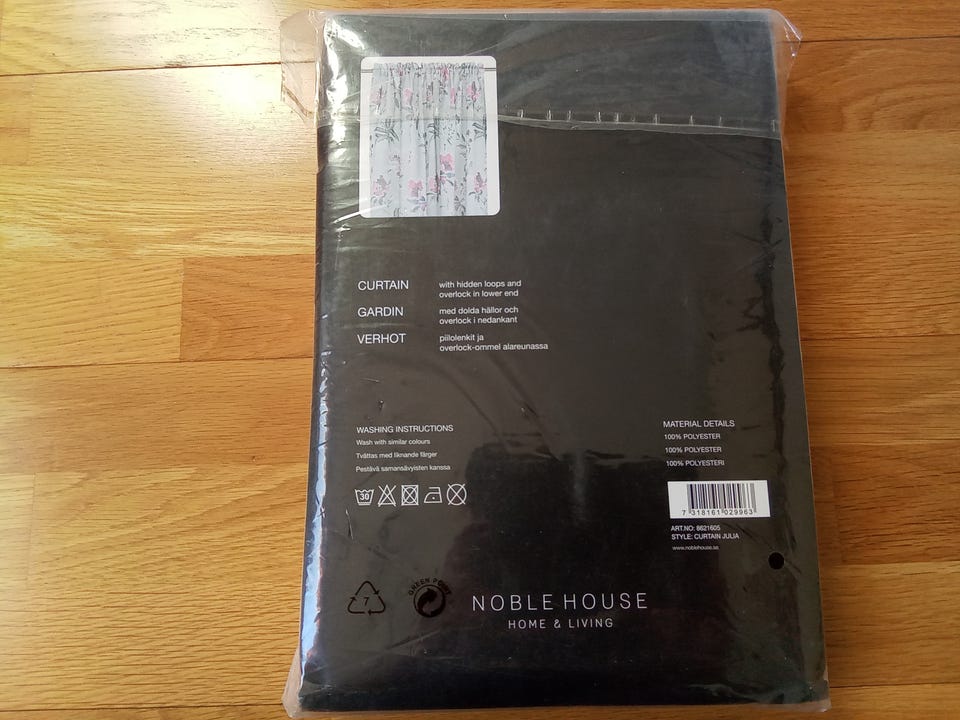 CURTAIN
with hidden loops and
overlock in lower end
GARDIN
med dolda hällor och
overlock i nedankant
VERHOT
piilolenkit ja
overlock-ommel alareunassa
WASHING INSTRUCTIONS
Wash with similar colours
Tvättas med liknande färger
Pestävä samansävyisten kanssa
30
MATERIAL DETAILS
100% POLYESTER
100% POLYESTER
100% POLYESTERI
7 318161 029963
ART.NO: 8621605
STYLE: CURTAIN JULIA
www.noblehouse.se
7
GREEN POINT
NOBLE HOUSE
HOME & LIVING